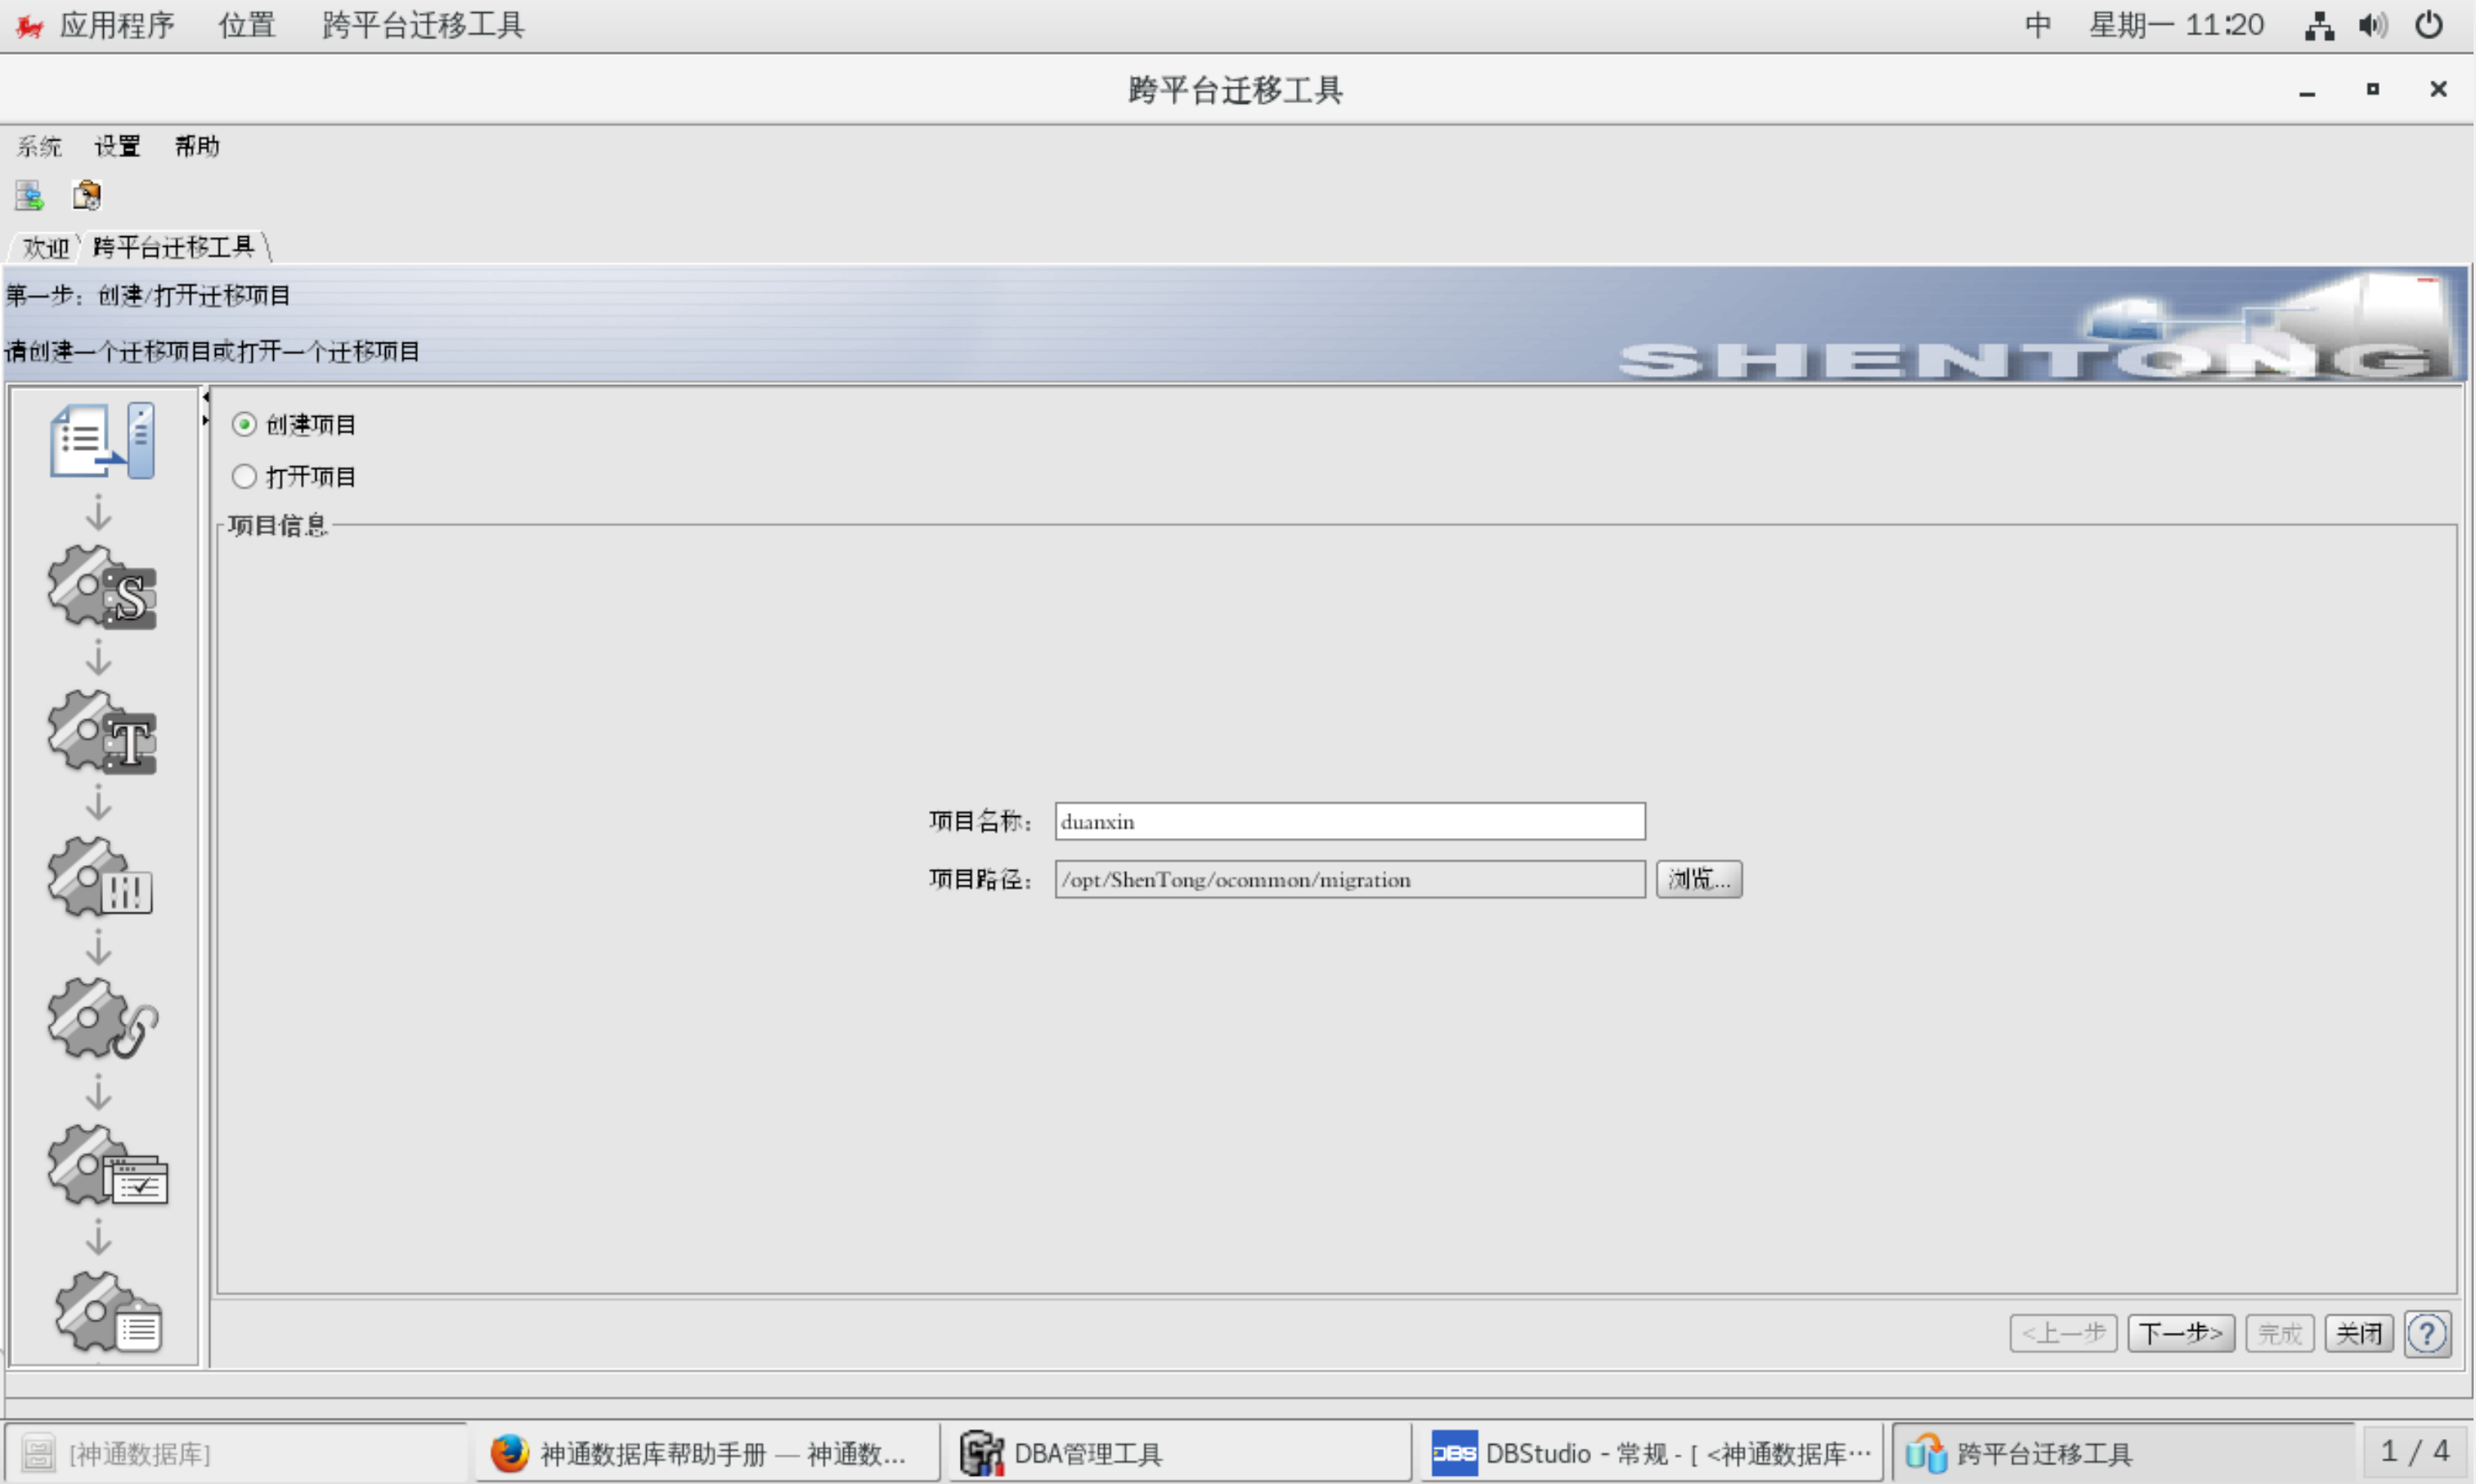 应用程序 位置 跨平台迁移工具 中 星期一 11:20
跨平台迁移工具
系统 设置 帮助
欢迎 跨平台迁移工具
第一步：创建/打开迁移项目
请创建一个迁移项目或打开一个迁移项目
SHENTONG
创建项目
打开项目
项目信息
S
T
项目名称： duanxin
项目路径： /opt/ShenTong/ocommon/migration 浏览...
<上一步 下一步> 完成 关闭 ?
[神通数据库] 神通数据库帮助手册 — 神通数... DBA管理工具 DBS DBStudio - 常规 - [ <神通数据库… 跨平台迁移工具 1 / 4